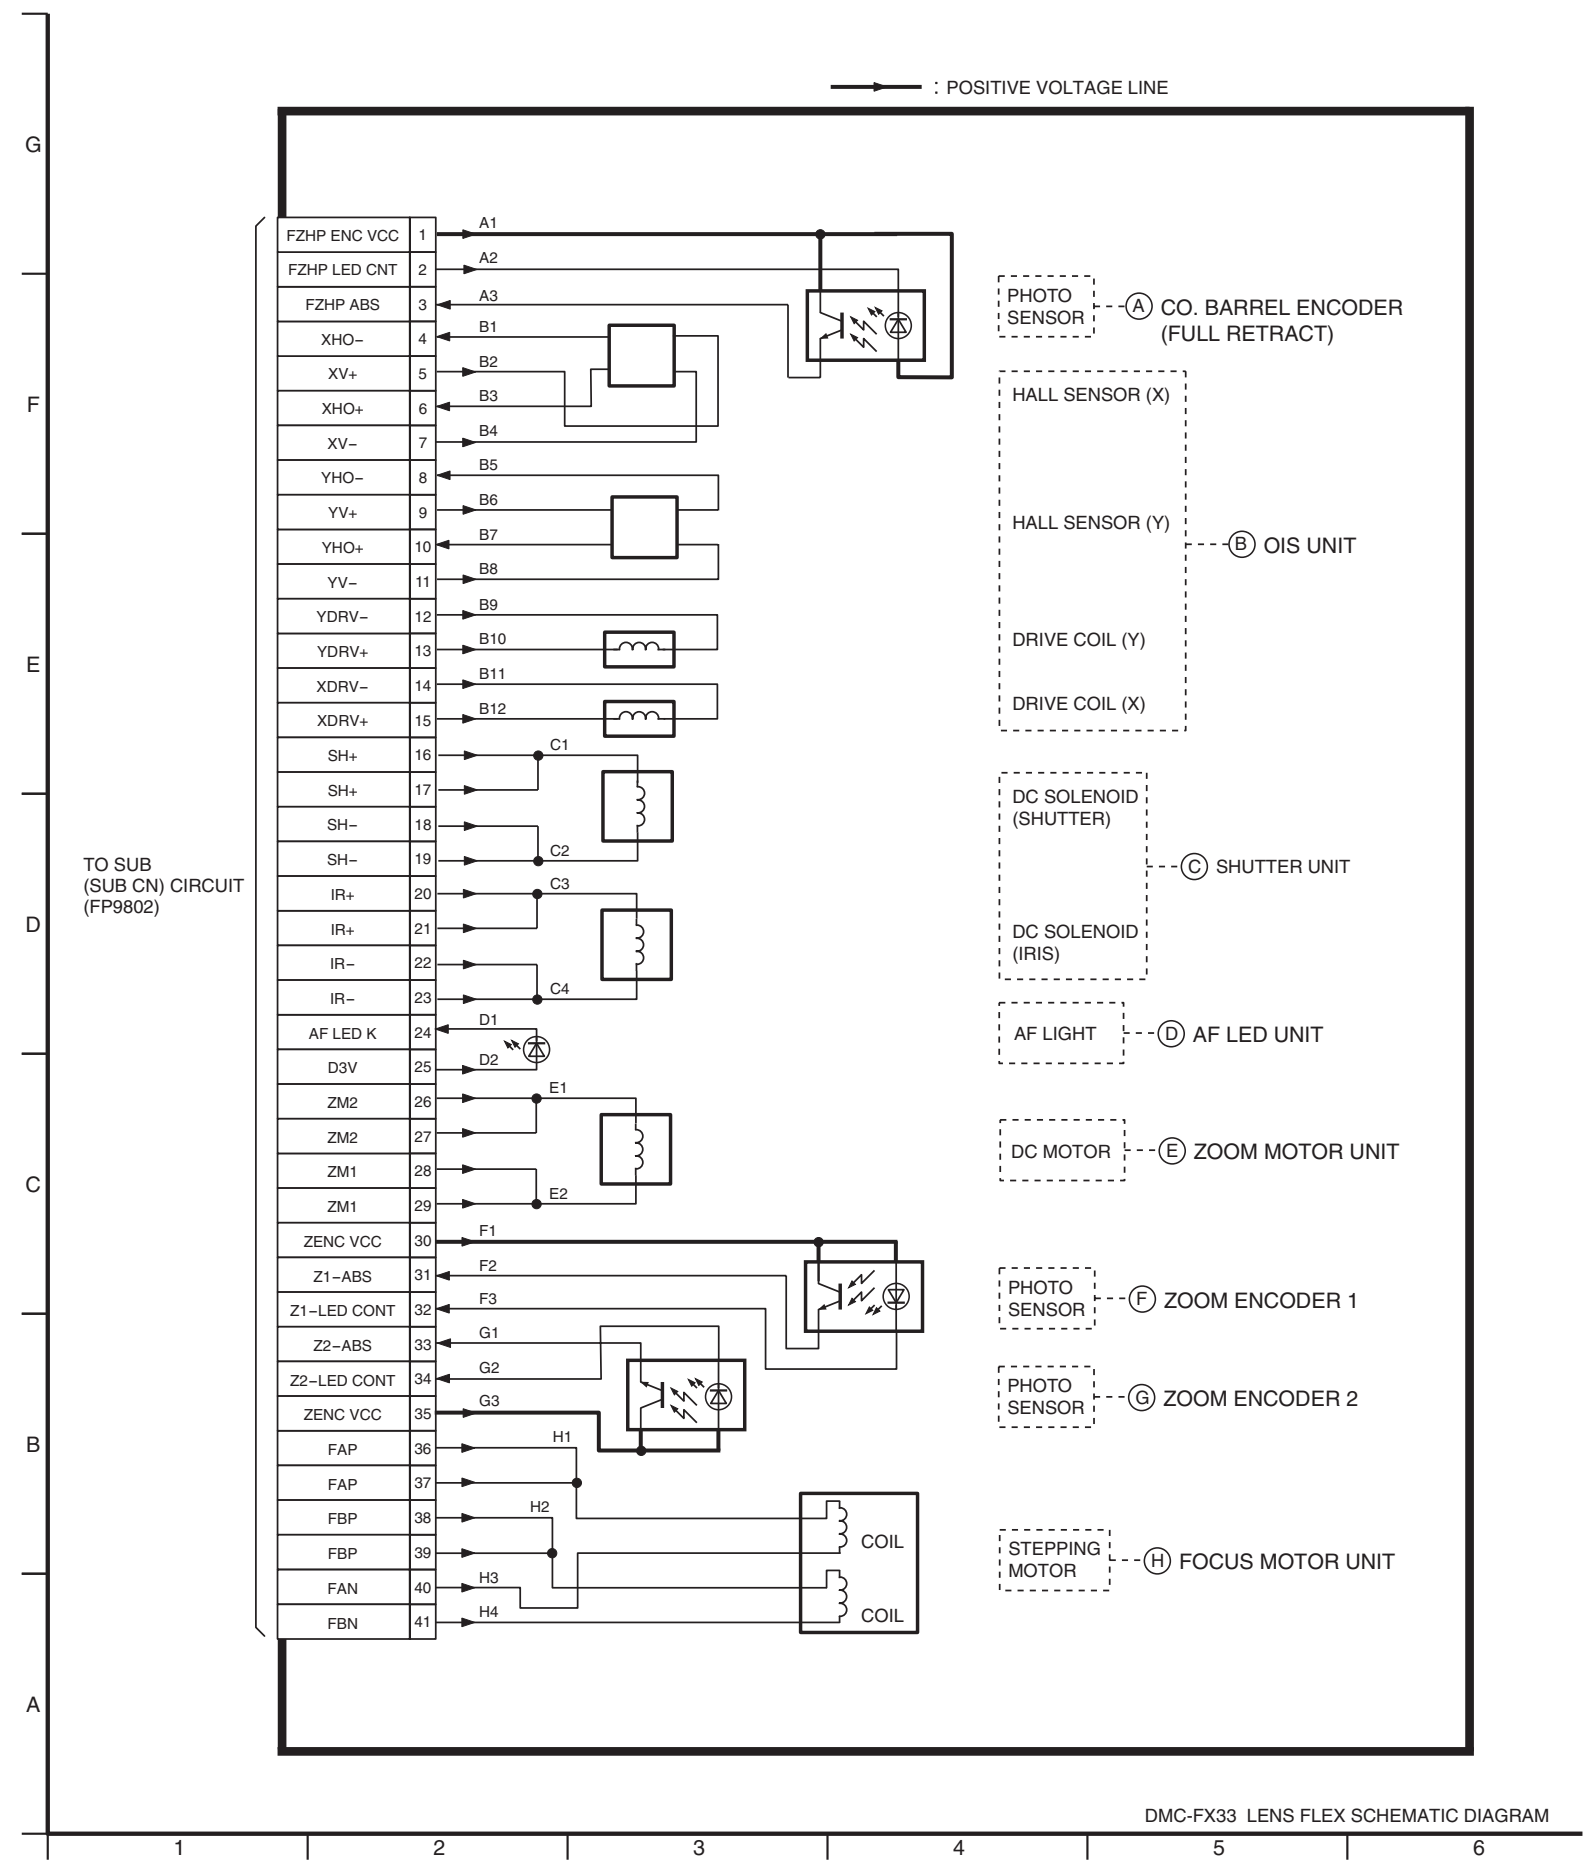 : POSITIVE VOLTAGE LINE
G
F
E
D
C
B
A
TO SUB
(SUB CN) CIRCUIT
(FP9802)
FZHP ENC VCC 1 A1
FZHP LED CNT 2 A2
FZHP ABS 3 A3
XHO− 4 B1
XV+ 5 B2
XHO+ 6 B3
XV− 7 B4
YHO− 8 B5
YV+ 9 B6
YHO+ 10 B7
YV− 11 B8
YDRV− 12 B9
YDRV+ 13 B10
XDRV− 14 B11
XDRV+ 15 B12
SH+ 16 C1
SH+ 17
SH− 18
SH− 19 C2
IR+ 20 C3
IR+ 21
IR− 22
IR− 23 C4
AF LED K 24 D1
D3V 25 D2
ZM2 26 E1
ZM2 27
ZM1 28
ZM1 29 E2
ZENC VCC 30 F1
Z1−ABS 31 F2
Z1−LED CONT 32 F3
Z2−ABS 33 G1
Z2−LED CONT 34 G2
ZENC VCC 35 G3
FAP 36 H1
FAP 37
FBP 38 H2
FBP 39
FAN 40 H3
FBN 41 H4
COIL
COIL
PHOTO
SENSOR
A CO. BARREL ENCODER
(FULL RETRACT)
HALL SENSOR (X)
HALL SENSOR (Y)
B OIS UNIT
DRIVE COIL (Y)
DRIVE COIL (X)
DC SOLENOID
(SHUTTER)
C SHUTTER UNIT
DC SOLENOID
(IRIS)
AF LIGHT D AF LED UNIT
DC MOTOR E ZOOM MOTOR UNIT
PHOTO
SENSOR
F ZOOM ENCODER 1
PHOTO
SENSOR
G ZOOM ENCODER 2
STEPPING
MOTOR
H FOCUS MOTOR UNIT
DMC-FX33 LENS FLEX SCHEMATIC DIAGRAM
1 2 3 4 5 6